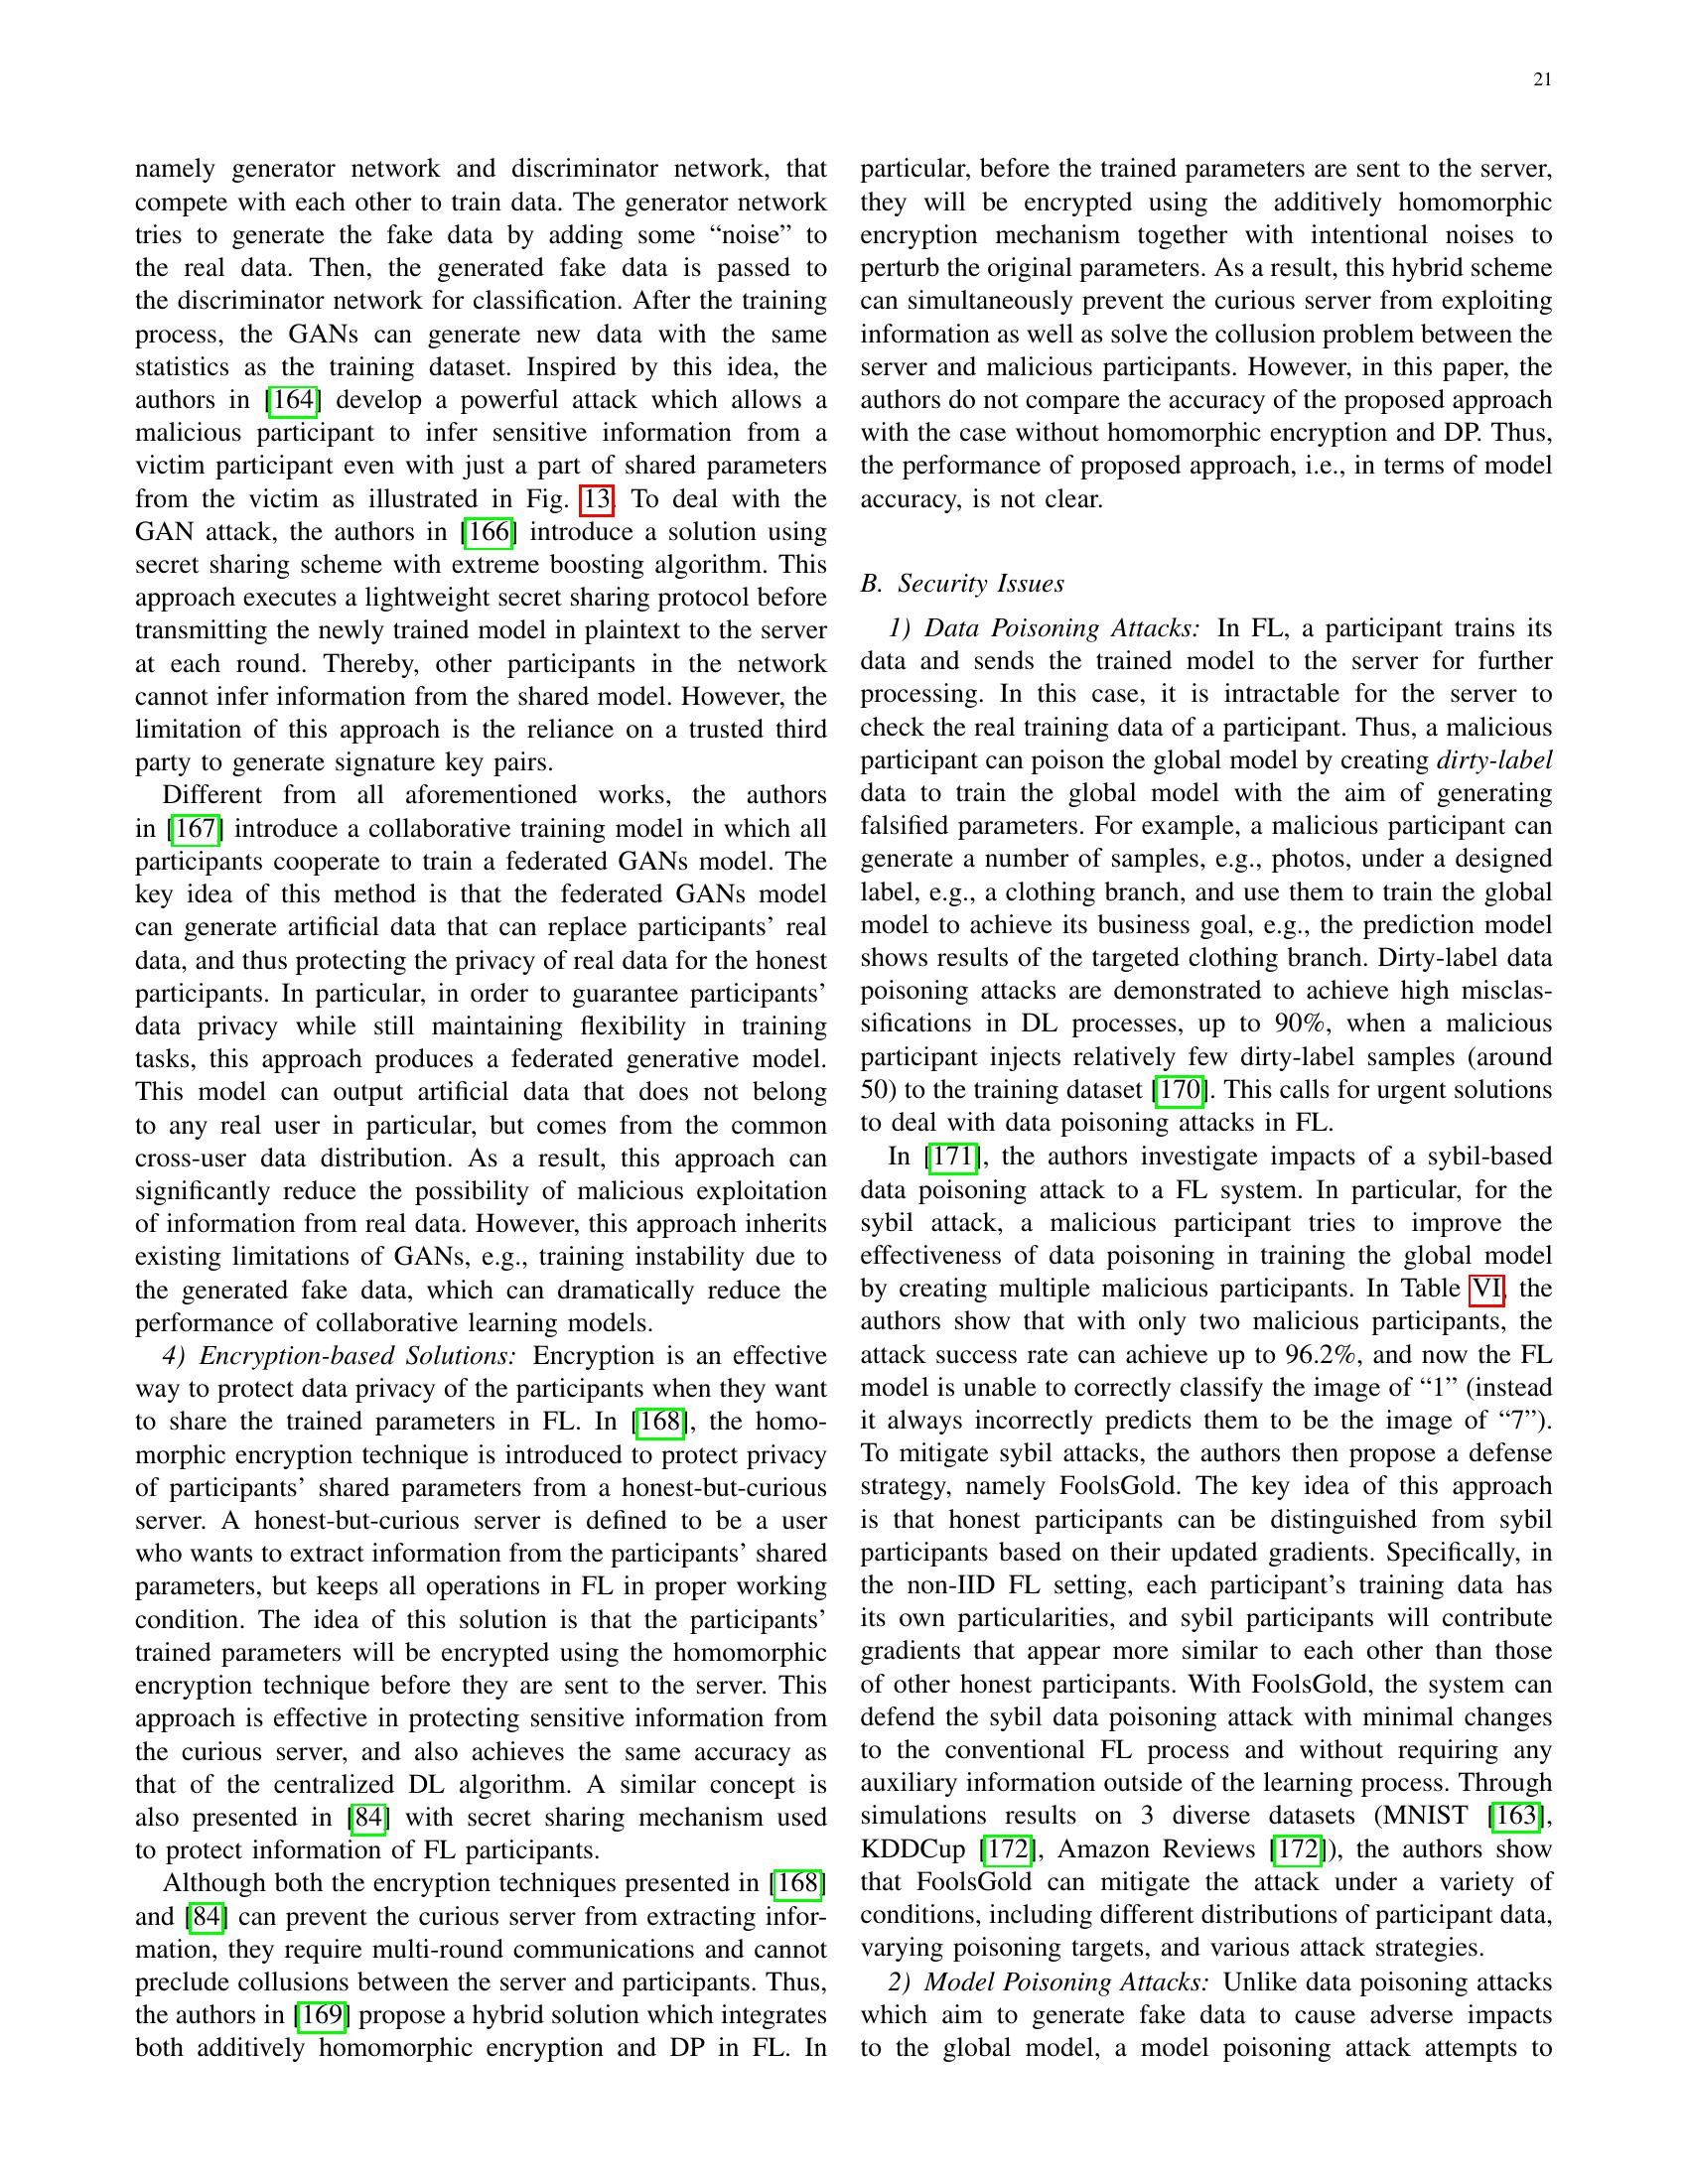 21
namely generator network and discriminator network, that
compete with each other to train data. The generator network
tries to generate the fake data by adding some “noise” to
the real data. Then, the generated fake data is passed to
the discriminator network for classification. After the training
process, the GANs can generate new data with the same
statistics as the training dataset. Inspired by this idea, the
authors in [164] develop a powerful attack which allows a
malicious participant to infer sensitive information from a
victim participant even with just a part of shared parameters
from the victim as illustrated in Fig. 13. To deal with the
GAN attack, the authors in [166] introduce a solution using
secret sharing scheme with extreme boosting algorithm. This
approach executes a lightweight secret sharing protocol before
transmitting the newly trained model in plaintext to the server
at each round. Thereby, other participants in the network
cannot infer information from the shared model. However, the
limitation of this approach is the reliance on a trusted third
party to generate signature key pairs.
Different from all aforementioned works, the authors
in [167] introduce a collaborative training model in which all
participants cooperate to train a federated GANs model. The
key idea of this method is that the federated GANs model
can generate artificial data that can replace participants’ real
data, and thus protecting the privacy of real data for the honest
participants. In particular, in order to guarantee participants’
data privacy while still maintaining flexibility in training
tasks, this approach produces a federated generative model.
This model can output artificial data that does not belong
to any real user in particular, but comes from the common
cross-user data distribution. As a result, this approach can
significantly reduce the possibility of malicious exploitation
of information from real data. However, this approach inherits
existing limitations of GANs, e.g., training instability due to
the generated fake data, which can dramatically reduce the
performance of collaborative learning models.
4) Encryption-based Solutions: Encryption is an effective
way to protect data privacy of the participants when they want
to share the trained parameters in FL. In [168], the homo-
morphic encryption technique is introduced to protect privacy
of participants’ shared parameters from a honest-but-curious
server. A honest-but-curious server is defined to be a user
who wants to extract information from the participants’ shared
parameters, but keeps all operations in FL in proper working
condition. The idea of this solution is that the participants’
trained parameters will be encrypted using the homomorphic
encryption technique before they are sent to the server. This
approach is effective in protecting sensitive information from
the curious server, and also achieves the same accuracy as
that of the centralized DL algorithm. A similar concept is
also presented in [84] with secret sharing mechanism used
to protect information of FL participants.
Although both the encryption techniques presented in [168]
and [84] can prevent the curious server from extracting infor-
mation, they require multi-round communications and cannot
preclude collusions between the server and participants. Thus,
the authors in [169] propose a hybrid solution which integrates
both additively homomorphic encryption and DP in FL. In
particular, before the trained parameters are sent to the server,
they will be encrypted using the additively homomorphic
encryption mechanism together with intentional noises to
perturb the original parameters. As a result, this hybrid scheme
can simultaneously prevent the curious server from exploiting
information as well as solve the collusion problem between the
server and malicious participants. However, in this paper, the
authors do not compare the accuracy of the proposed approach
with the case without homomorphic encryption and DP. Thus,
the performance of proposed approach, i.e., in terms of model
accuracy, is not clear.
B. Security Issues
1) Data Poisoning Attacks: In FL, a participant trains its
data and sends the trained model to the server for further
processing. In this case, it is intractable for the server to
check the real training data of a participant. Thus, a malicious
participant can poison the global model by creating dirty-label
data to train the global model with the aim of generating
falsified parameters. For example, a malicious participant can
generate a number of samples, e.g., photos, under a designed
label, e.g., a clothing branch, and use them to train the global
model to achieve its business goal, e.g., the prediction model
shows results of the targeted clothing branch. Dirty-label data
poisoning attacks are demonstrated to achieve high misclas-
sifications in DL processes, up to 90%, when a malicious
participant injects relatively few dirty-label samples (around
50) to the training dataset [170]. This calls for urgent solutions
to deal with data poisoning attacks in FL.
In [171], the authors investigate impacts of a sybil-based
data poisoning attack to a FL system. In particular, for the
sybil attack, a malicious participant tries to improve the
effectiveness of data poisoning in training the global model
by creating multiple malicious participants. In Table VI, the
authors show that with only two malicious participants, the
attack success rate can achieve up to 96.2%, and now the FL
model is unable to correctly classify the image of “1” (instead
it always incorrectly predicts them to be the image of “7”).
To mitigate sybil attacks, the authors then propose a defense
strategy, namely FoolsGold. The key idea of this approach
is that honest participants can be distinguished from sybil
participants based on their updated gradients. Specifically, in
the non-IID FL setting, each participant’s training data has
its own particularities, and sybil participants will contribute
gradients that appear more similar to each other than those
of other honest participants. With FoolsGold, the system can
defend the sybil data poisoning attack with minimal changes
to the conventional FL process and without requiring any
auxiliary information outside of the learning process. Through
simulations results on 3 diverse datasets (MNIST [163],
KDDCup [172], Amazon Reviews [172]), the authors show
that FoolsGold can mitigate the attack under a variety of
conditions, including different distributions of participant data,
varying poisoning targets, and various attack strategies.
2) Model Poisoning Attacks: Unlike data poisoning attacks
which aim to generate fake data to cause adverse impacts
to the global model, a model poisoning attack attempts to